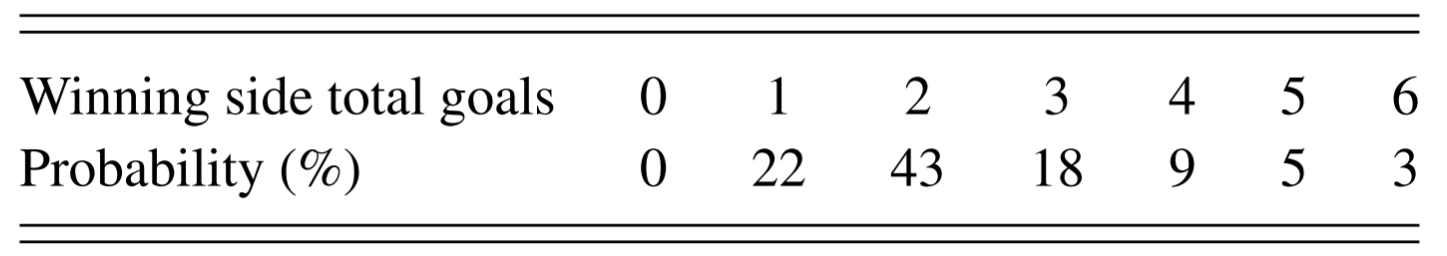 Winning side total goals 0 1 2 3 4 5 6
Probability (%) 0 22 43 18 9 5 3